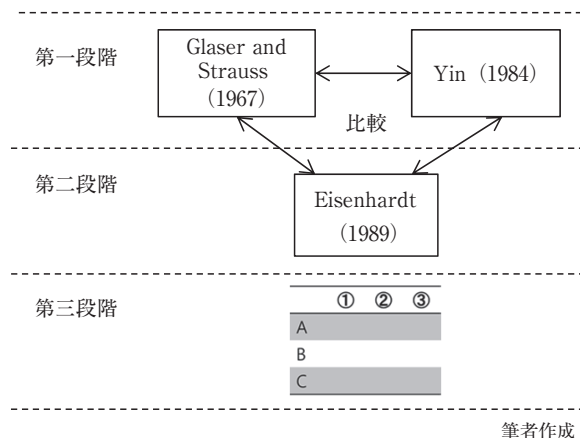 第一段階
Glaser and
Strauss
(1967)
Yin (1984)
比較
第二段階
Eisenhardt
(1989)
第三段階
① ② ③
A
B
C
筆者作成